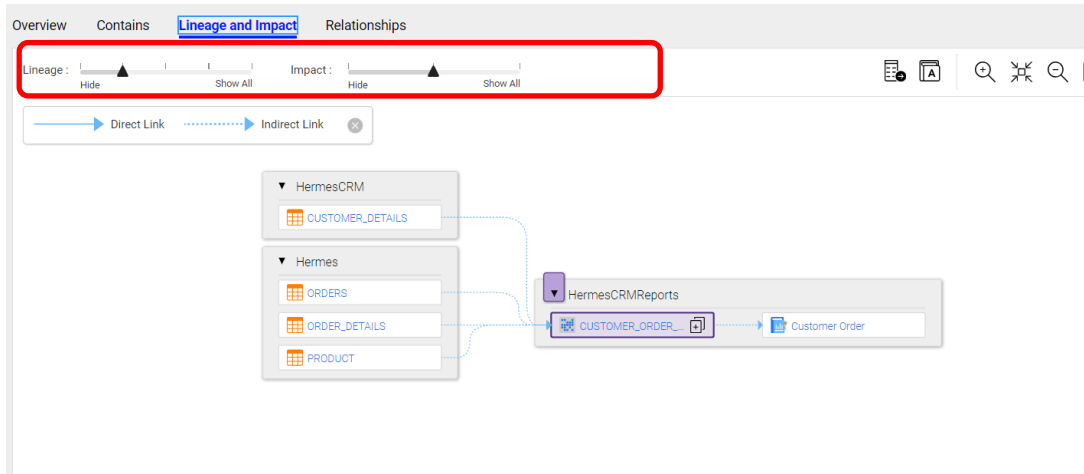 Overview Contains Lineage and Impact Relationships
Lineage : Hide Show All Impact : Hide Show All
A
Direct Link Indirect Link
HermesCRM
CUSTOMER_DETAILS
Hermes
ORDERS
ORDER_DETAILS
PRODUCT
HermesCRMReports
CUSTOMER_ORDER_... Customer Order